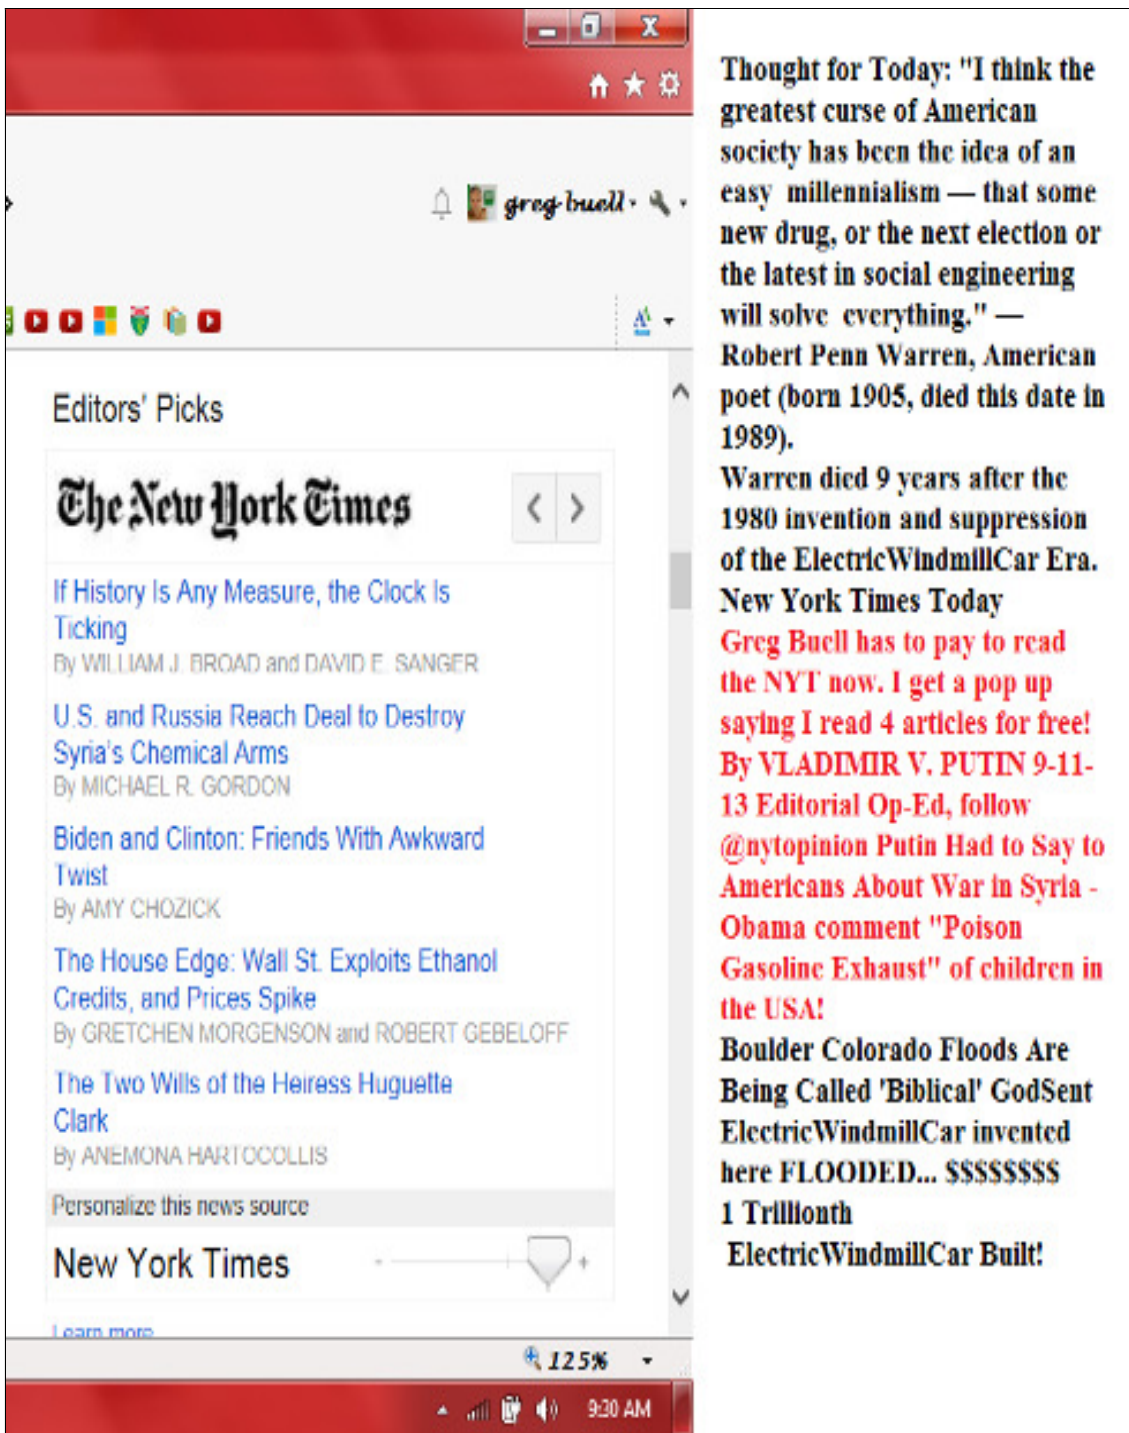 greg buell
Editors' Picks
The New York Times
If History Is Any Measure, the Clock Is
Ticking
By WILLIAM J. BROAD and DAVID E. SANGER
U.S. and Russia Reach Deal to Destroy
Syria's Chemical Arms
By MICHAEL R. GORDON
Biden and Clinton: Friends With Awkward
Twist
By AMY CHOZICK
The House Edge: Wall St. Exploits Ethanol
Credits, and Prices Spike
By GRETCHEN MORGENSON and ROBERT GEBELOFF
The Two Wills of the Heiress Huguette
Clark
By ANEMONA HARTOCOLLIS
Personalize this news source
New York Times
- +
Learn more
125%
9:30 AM
Thought for Today: "I think the
greatest curse of American
society has been the idea of an
easy millennialism — that some
new drug, or the next election or
the latest in social engineering
will solve everything." —
Robert Penn Warren, American
poet (born 1905, died this date in
1989).
Warren died 9 years after the
1980 invention and suppression
of the ElectricWindmillCar Era.
New York Times Today
Greg Buell has to pay to read
the NYT now. I get a pop up
saying I read 4 articles for free!
By VLADIMIR V. PUTIN 9-11-
13 Editorial Op-Ed, follow
@nytopinion Putin Had to Say to
Americans About War in Syria -
Obama comment "Poison
Gasoline Exhaust" of children in
the USA!
Boulder Colorado Floods Are
Being Called 'Biblical' GodSent
ElectricWindmillCar invented
here FLOODED... $$$$$$$$
1 Trillionth
ElectricWindmillCar Built!